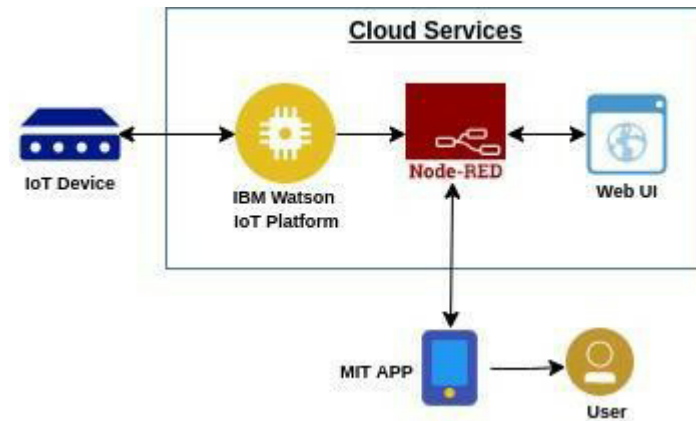 Cloud Services
IoT Device
IBM Watson
IoT Platform
Node-RED
Web UI
MIT APP
User